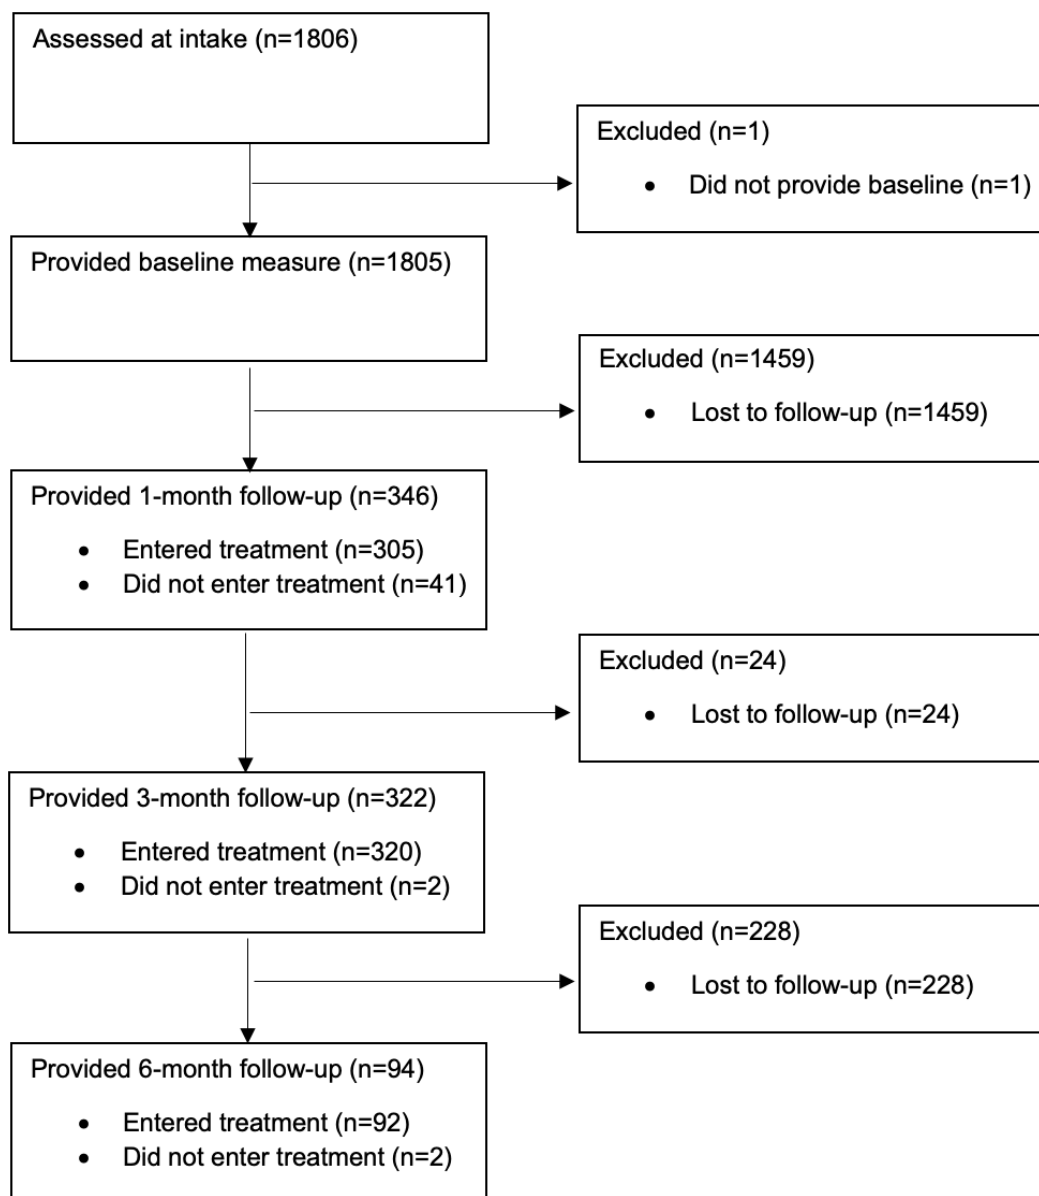 Assessed at intake (n=1806)
Excluded (n=1)
• Did not provide baseline (n=1)
Provided baseline measure (n=1805)
Excluded (n=1459)
• Lost to follow-up (n=1459)
Provided 1-month follow-up (n=346)
• Entered treatment (n=305)
• Did not enter treatment (n=41)
Excluded (n=24)
• Lost to follow-up (n=24)
Provided 3-month follow-up (n=322)
• Entered treatment (n=320)
• Did not enter treatment (n=2)
Excluded (n=228)
• Lost to follow-up (n=228)
Provided 6-month follow-up (n=94)
• Entered treatment (n=92)
• Did not enter treatment (n=2)